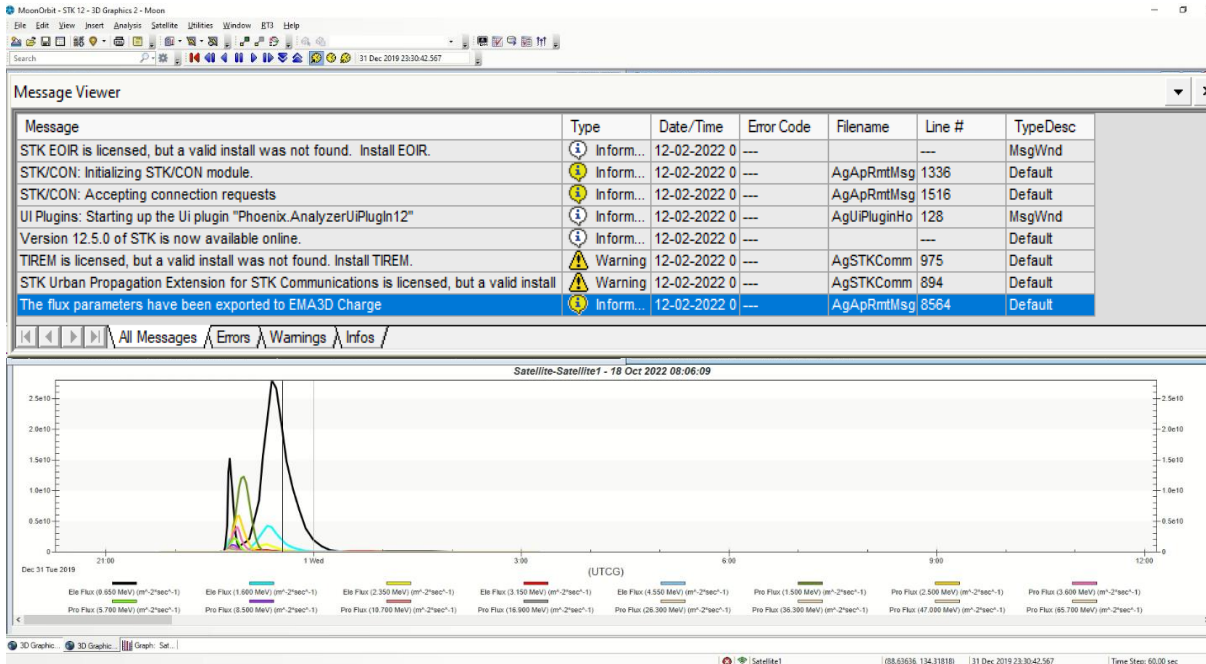 MoonOrbit - STK 12 - 3D Graphics 2 - Moon
File Edit View Insert Analysis Satellite Utilities Window RT3 Help
Search 31 Dec 2019 23:30:42.567
Message Viewer
Message Type Date/Time Error Code Filename Line # TypeDesc
STK EOIR is licensed, but a valid install was not found. Install EOIR. Inform... 12-02-2022 0 --- --- MsgWnd
STK/CON: Initializing STK/CON module. Inform... 12-02-2022 0 --- AgApRmtMsg 1336 Default
STK/CON: Accepting connection requests Inform... 12-02-2022 0 --- AgApRmtMsg 1516 Default
UI Plugins: Starting up the Ui plugin "Phoenix.AnalyzerUiPlugIn12" Inform... 12-02-2022 0 --- AgUiPluginHo 128 MsgWnd
Version 12.5.0 of STK is now available online. Inform... 12-02-2022 0 --- --- Default
TIREM is licensed, but a valid install was not found. Install TIREM. Warning 12-02-2022 0 --- AgSTKComm 975 Default
STK Urban Propagation Extension for STK Communications is licensed, but a valid install Warning 12-02-2022 0 --- AgSTKComm 894 Default
The flux parameters have been exported to EMA3D Charge Inform... 12-02-2022 0 --- AgApRmtMsg 8564 Default
All Messages Errors Warnings Infos
Satellite-Satellite1 - 18 Oct 2022 08:06:09
2.5e10 2.5e10
2.0e10 2.0e10
1.5e10 1.5e10
1.0e10 1.0e10
0.5e10 0.5e10
0 0
21:00 1 Wed 3:00 6:00 9:00 12:00
Dec 31 Tue 2019 (UTCG)
Ele Flux (0.650 MeV) (m^-2*sec^-1) Ele Flux (1.600 MeV) (m^-2*sec^-1) Ele Flux (2.350 MeV) (m^-2*sec^-1) Ele Flux (3.150 MeV) (m^-2*sec^-1) Ele Flux (4.550 MeV) (m^-2*sec^-1) Pro Flux (1.500 MeV) (m^-2*sec^-1) Pro Flux (2.500 MeV) (m^-2*sec^-1) Pro Flux (3.600 MeV) (m^-2*sec^-1)
Pro Flux (5.700 MeV) (m^-2*sec^-1) Pro Flux (8.500 MeV) (m^-2*sec^-1) Pro Flux (10.700 MeV) (m^-2*sec^-1) Pro Flux (16.900 MeV) (m^-2*sec^-1) Pro Flux (26.300 MeV) (m^-2*sec^-1) Pro Flux (36.300 MeV) (m^-2*sec^-1) Pro Flux (47.000 MeV) (m^-2*sec^-1) Pro Flux (65.700 MeV) (m^-2*sec^-1)
3D Graphic... 3D Graphic... Graph: Sat...
Satellite1 (88.63636, 134.31818) 31 Dec 2019 23:30:42.567 Time Step: 60.00 sec